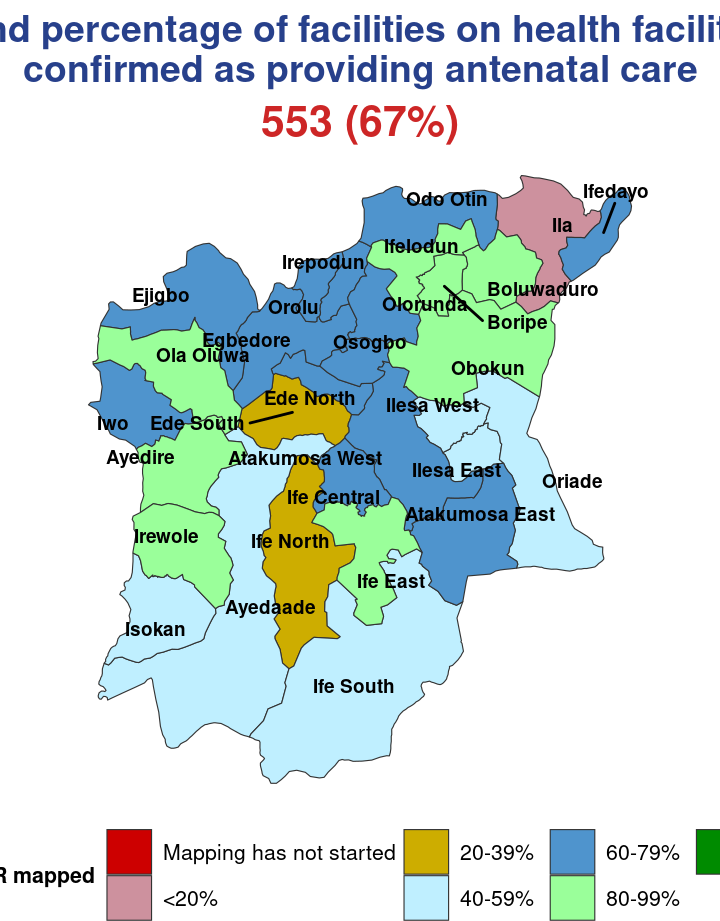 nd percentage of facilities on health facilit
confirmed as providing antenatal care
553 (67%)
Ifedayo
Odo Otin
Ila
Ifelodun
Irepodun
Boluwaduro
Ejigbo
Orolu
Olorunda
Boripe
Egbedore
Osogbo
Ola Oluwa
Obokun
Ede North
Ilesa West
Iwo
Ede South
Ayedire
Atakumosa West
Ilesa East
Oriade
Ife Central
Atakumosa East
Irewole
Ife North
Ife East
Ayedaade
Isokan
Ife South
R mapped
Mapping has not started
20-39%
60-79%
<20%
40-59%
80-99%